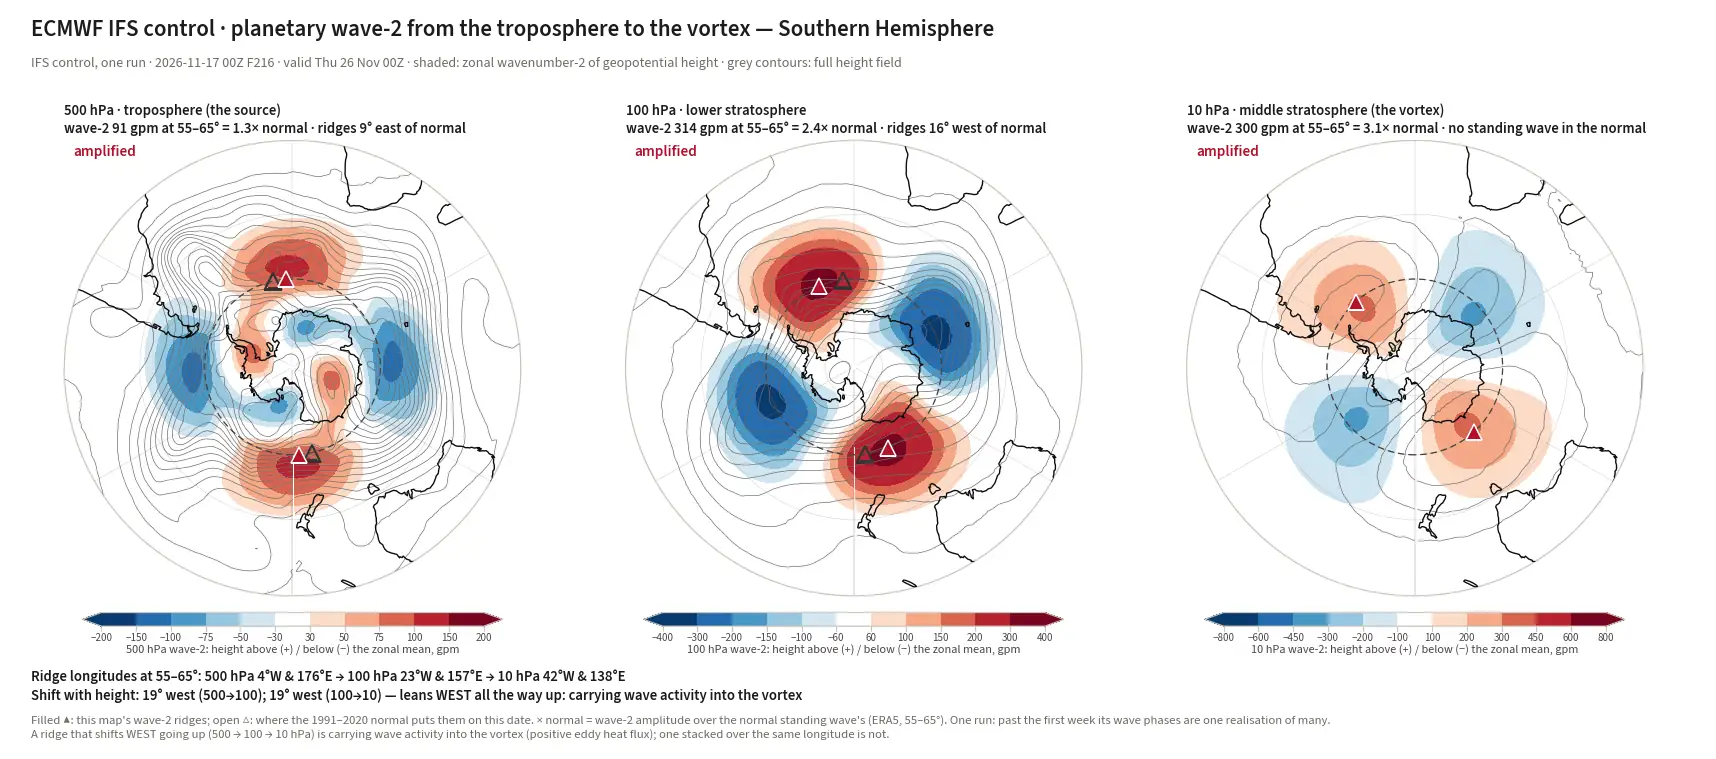 ECMWF IFS control · planetary wave-2 from the troposphere to the vortex — Southern Hemisphere
IFS control, one run · 2026-11-17 00Z F216 · valid Thu 26 Nov 00Z · shaded: zonal wavenumber-2 of geopotential height · grey contours: full height field
500 hPa · troposphere (the source)
wave-2 91 gpm at 55–65° = 1.3× normal · ridges 9° east of normal
amplified
100 hPa · lower stratosphere
wave-2 314 gpm at 55–65° = 2.4× normal · ridges 16° west of normal
amplified
10 hPa · middle stratosphere (the vortex)
wave-2 300 gpm at 55–65° = 3.1× normal · no standing wave in the normal
amplified
−200 −150 −100 −75 −50 −30 30 50 75 100 150 200
500 hPa wave-2: height above (+) / below (−) the zonal mean, gpm
−400 −300 −200 −150 −100 −60 60 100 150 200 300 400
100 hPa wave-2: height above (+) / below (−) the zonal mean, gpm
−800 −600 −450 −300 −200 −100 100 200 300 450 600 800
10 hPa wave-2: height above (+) / below (−) the zonal mean, gpm
Ridge longitudes at 55–65°: 500 hPa 4°W & 176°E → 100 hPa 23°W & 157°E → 10 hPa 42°W & 138°E
Shift with height: 19° west (500→100); 19° west (100→10) — leans WEST all the way up: carrying wave activity into the vortex
Filled ▲: this map's wave-2 ridges; open △: where the 1991–2020 normal puts them on this date. × normal = wave-2 amplitude over the normal standing wave's (ERA5, 55–65°). One run: past the first week its wave phases are one realisation of many.
A ridge that shifts WEST going up (500 → 100 → 10 hPa) is carrying wave activity into the vortex (positive eddy heat flux); one stacked over the same longitude is not.